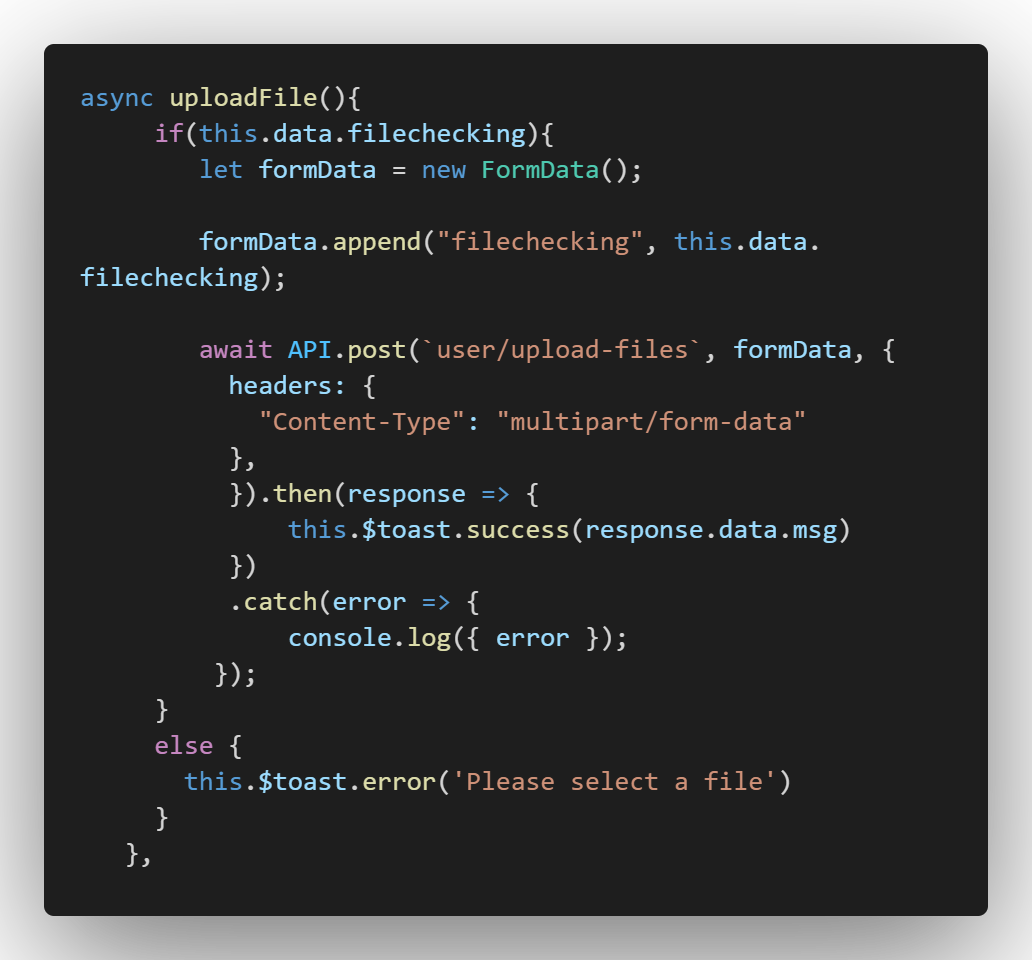 async uploadFile(){
     if(this.data.filechecking){
        let formData = new FormData();

        formData.append("filechecking", this.data.
filechecking);

        await API.post(`user/upload-files`, formData, {
          headers: {
            "Content-Type": "multipart/form-data"
          },
          }).then(response => {
              this.$toast.success(response.data.msg)
          })
          .catch(error => {
              console.log({ error });
         });
     }
     else {
       this.$toast.error('Please select a file')
     }
   },